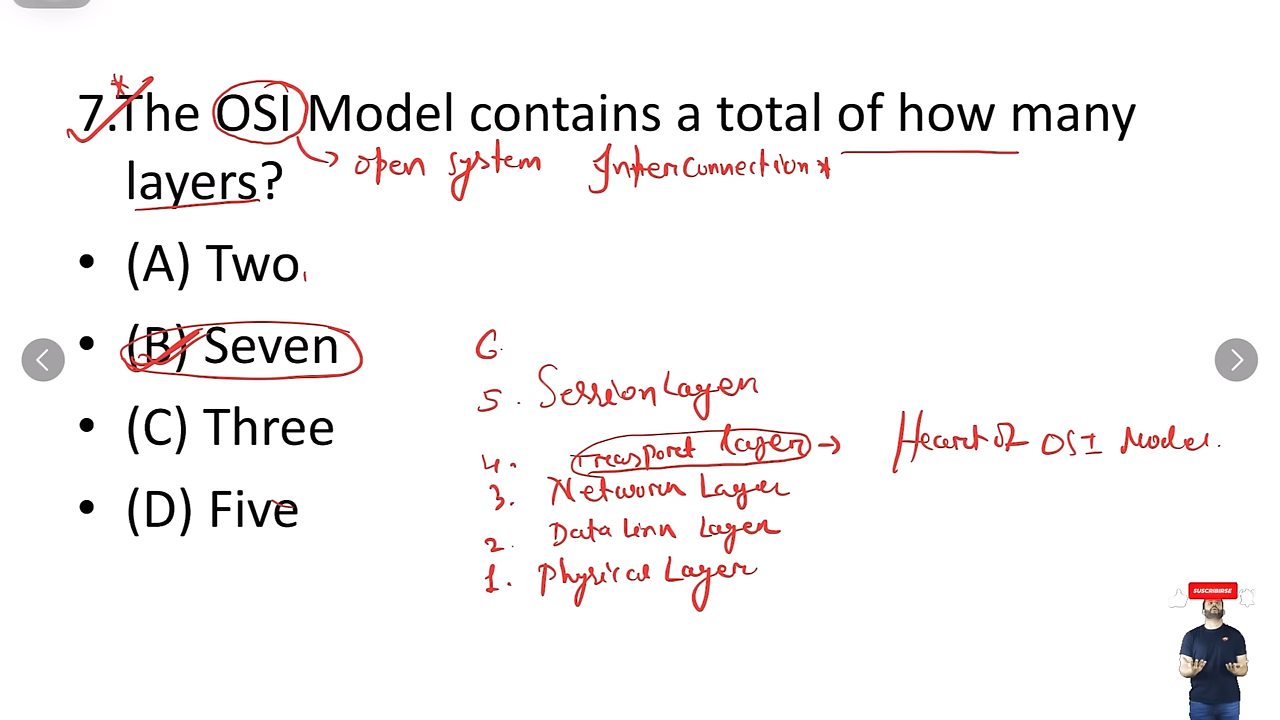 7. The OSI Model contains a total of how many
open system Interconnection *
layers?
• (A) Two
• (B) Seven
• (C) Three
• (D) Five
6.
5. Session Layer
4. Transport layer → Heart of OSI Model.
3. Network Layer
2. Data Link Layer
1. Physical Layer
SUSCRIBIRSE